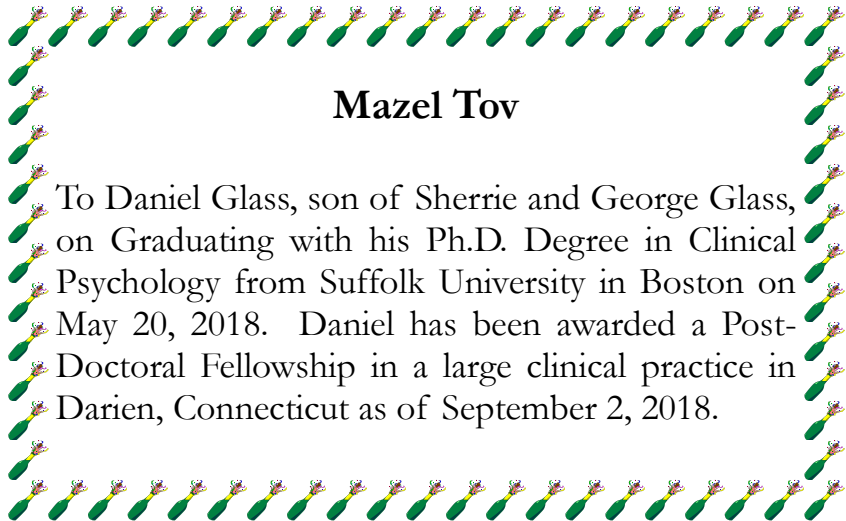 Mazel Tov
To Daniel Glass, son of Sherrie and George Glass,
on Graduating with his Ph.D. Degree in Clinical
Psychology from Suffolk University in Boston on
May 20, 2018.  Daniel has been awarded a Post-
Doctoral Fellowship in a large clinical practice in
Darien, Connecticut as of September 2, 2018.